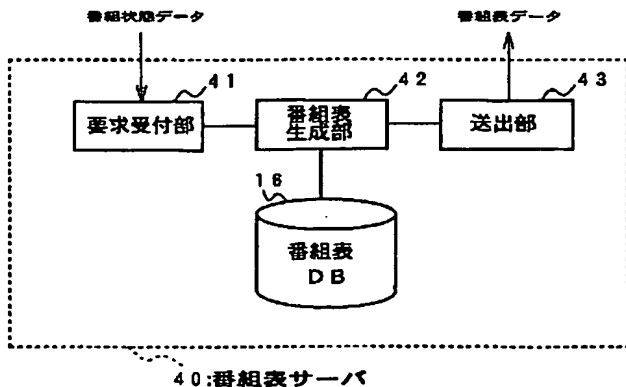 番組状態データ
番組表データ
41
42
43
要求受付部
番組表
生成部
送出部
16
番組表
DB
40:番組表サーバ